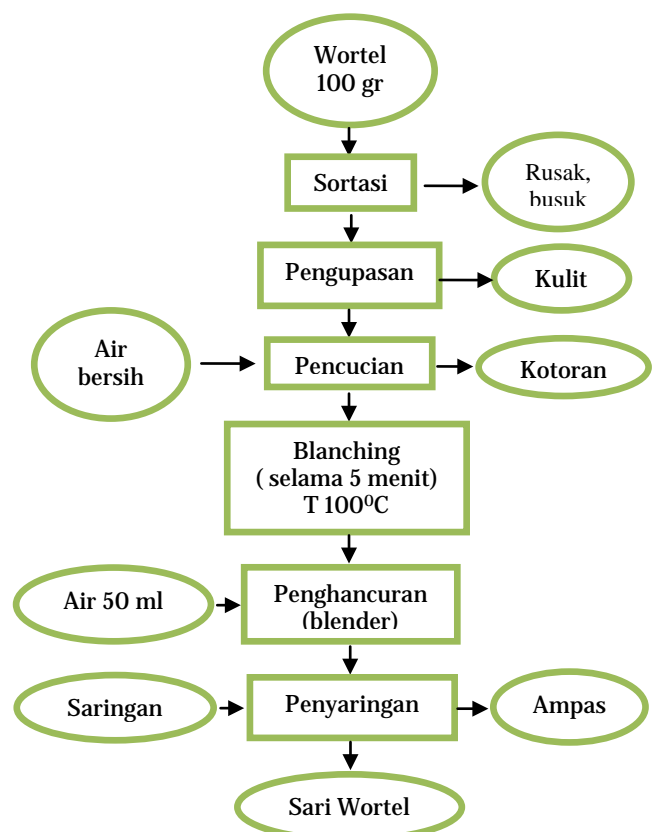 Wortel
100 gr
Sortasi
Rusak,
busuk
Pengupasan
Kulit
Air
bersih
Pencucian
Kotoran
Blanching
( selama 5 menit)
T 100⁰C
Air 50 ml
Penghancuran
(blender)
Saringan
Penyaringan
Ampas
Sari Wortel